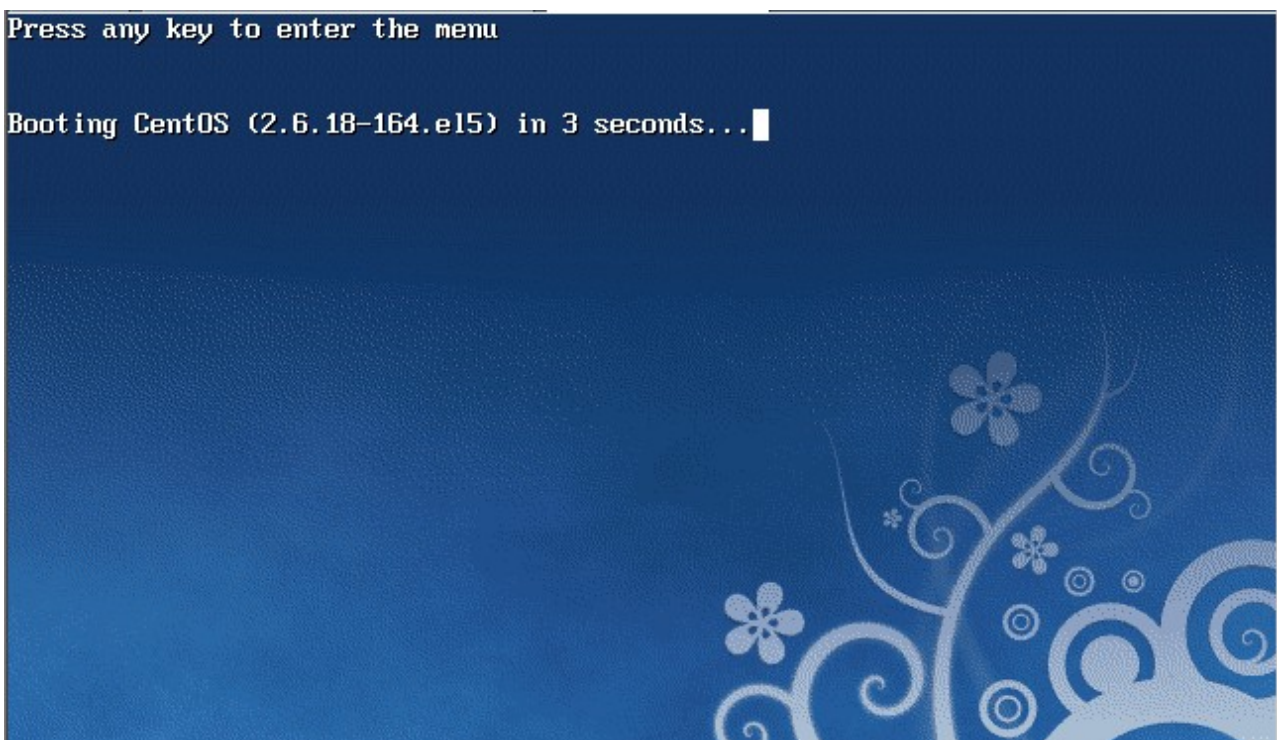 Press any key to enter the menu
Booting CentOS (2.6.18-164.el5) in 3 seconds...